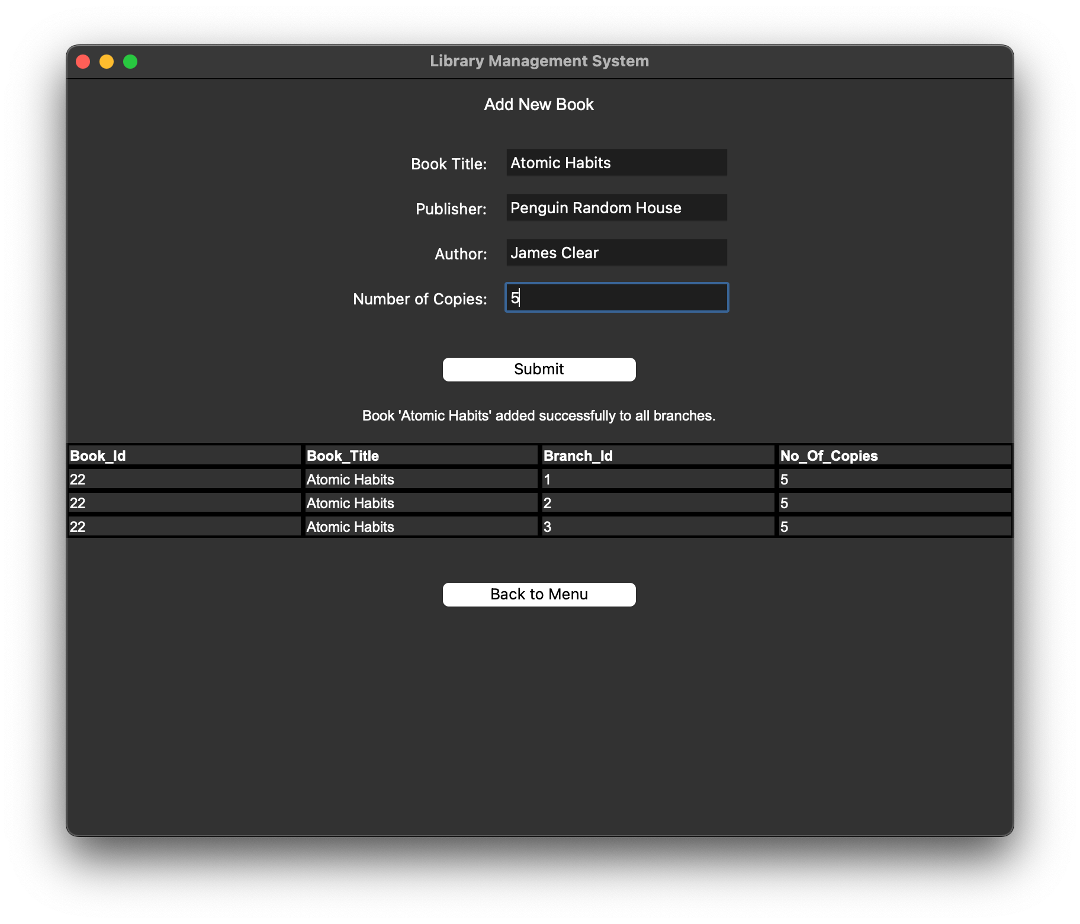 Library Management System
Add New Book
Book Title: Atomic Habits
Publisher: Penguin Random House
Author: James Clear
Number of Copies: 5
Submit
Book 'Atomic Habits' added successfully to all branches.
Book_Id Book_Title Branch_Id No_Of_Copies
22 Atomic Habits 1 5
22 Atomic Habits 2 5
22 Atomic Habits 3 5
Back to Menu